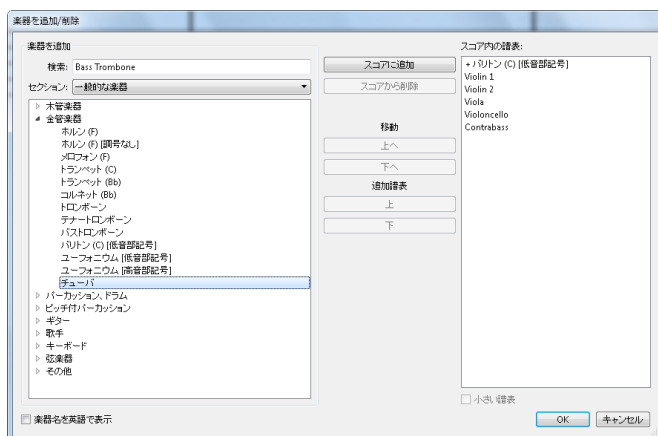 楽器を追加/削除
楽器を追加
検索: Bass Trombone
セクション: 一般的な楽器
木管楽器
金管楽器
ホルン (F)
ホルン (F) [調号なし]
メロフォン (F)
トランペット (C)
トランペット (Bb)
コルネット (Bb)
トロンボーン
テナートロンボーン
バストロンボーン
バリトン (C) [低音部記号]
ユーフォニウム [低音部記号]
ユーフォニウム [高音部記号]
チューバ
パーカッション、ドラム
ピッチ付パーカッション
ギター
歌手
キーボード
弦楽器
その他
楽器名を英語で表示
スコアに追加
スコアから削除
移動
上へ
下へ
追加譜表
上
下
スコア内の譜表:
+ バリトン (C) [低音部記号]
Violin 1
Violin 2
Viola
Violoncello
Contrabass
小さい譜表
OK キャンセル